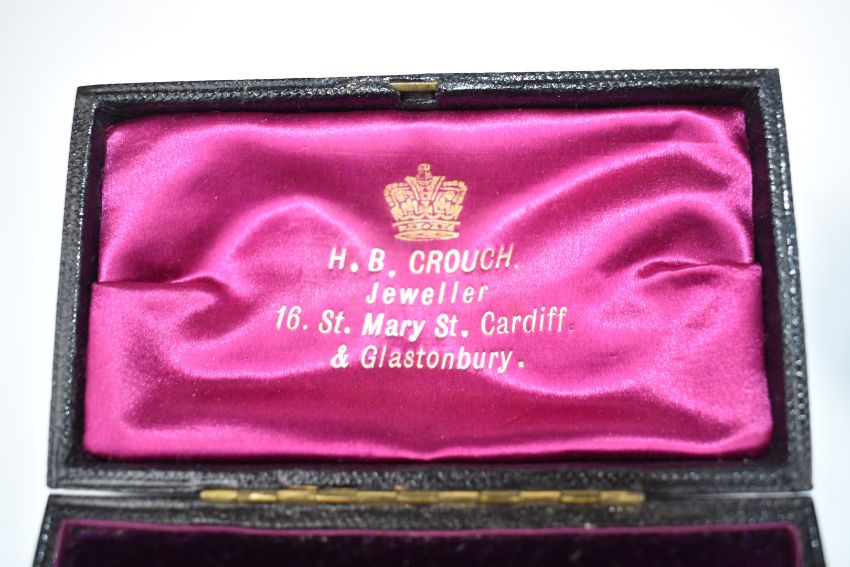 H. B. CROUCH.
Jeweller
16. St. Mary St. Cardiff.
& Glastonbury.